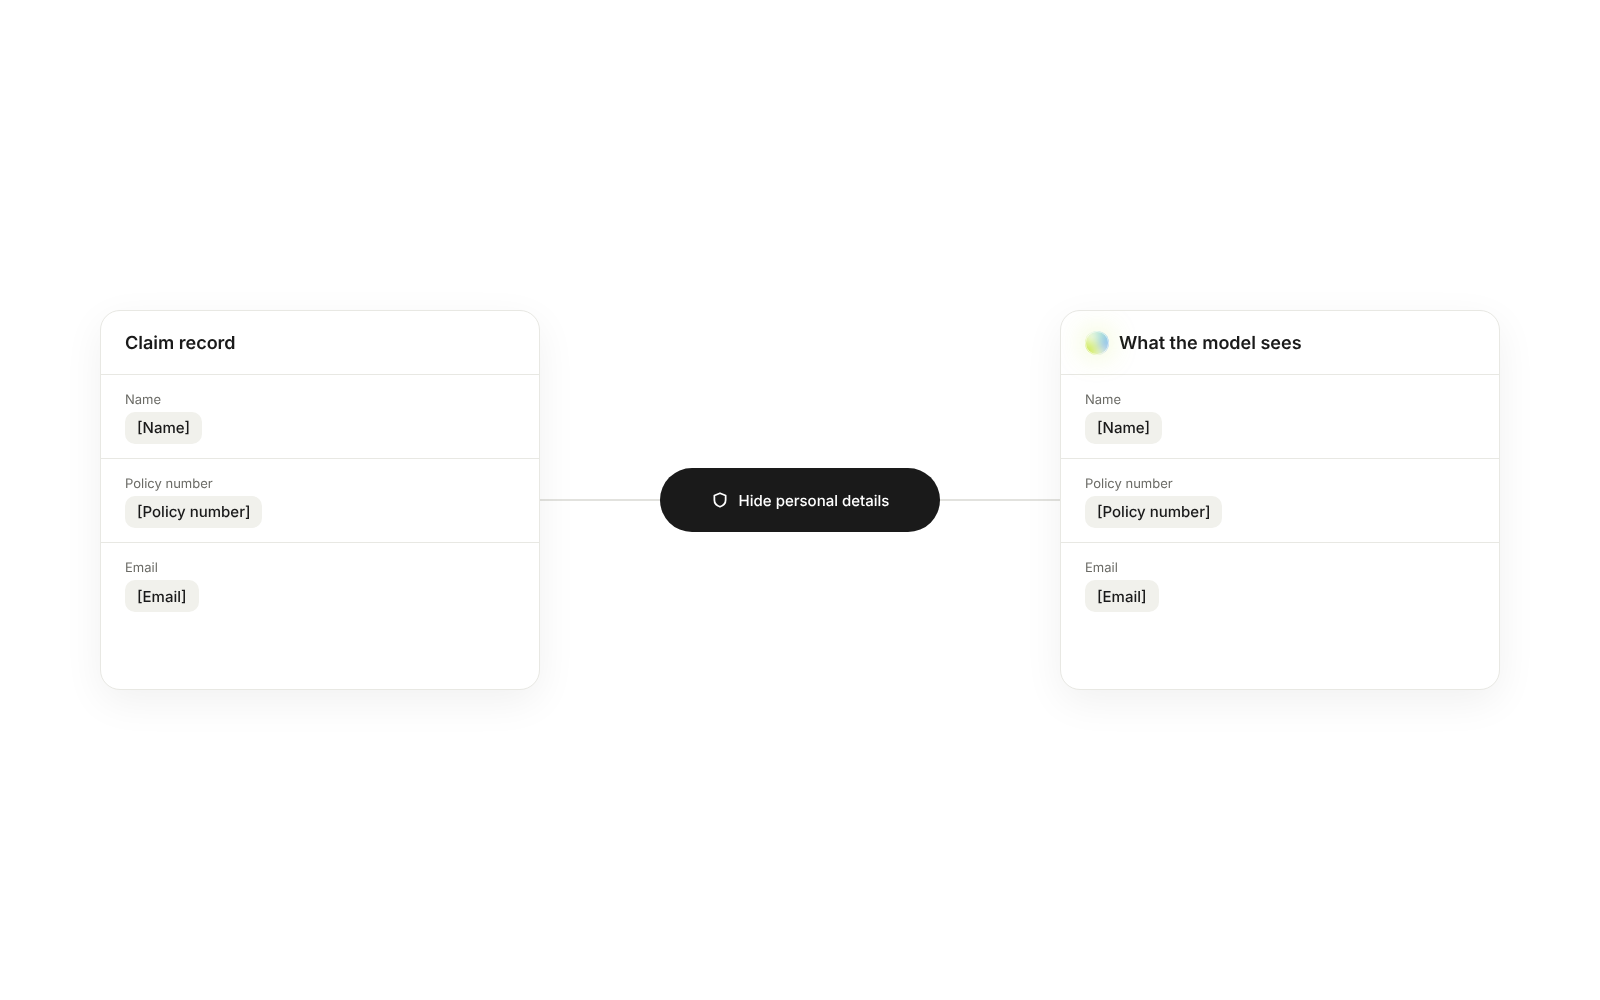 Claim record
Name
[Name]
Policy number
[Policy number]
Email
[Email]
Hide personal details
What the model sees
Name
[Name]
Policy number
[Policy number]
Email
[Email]